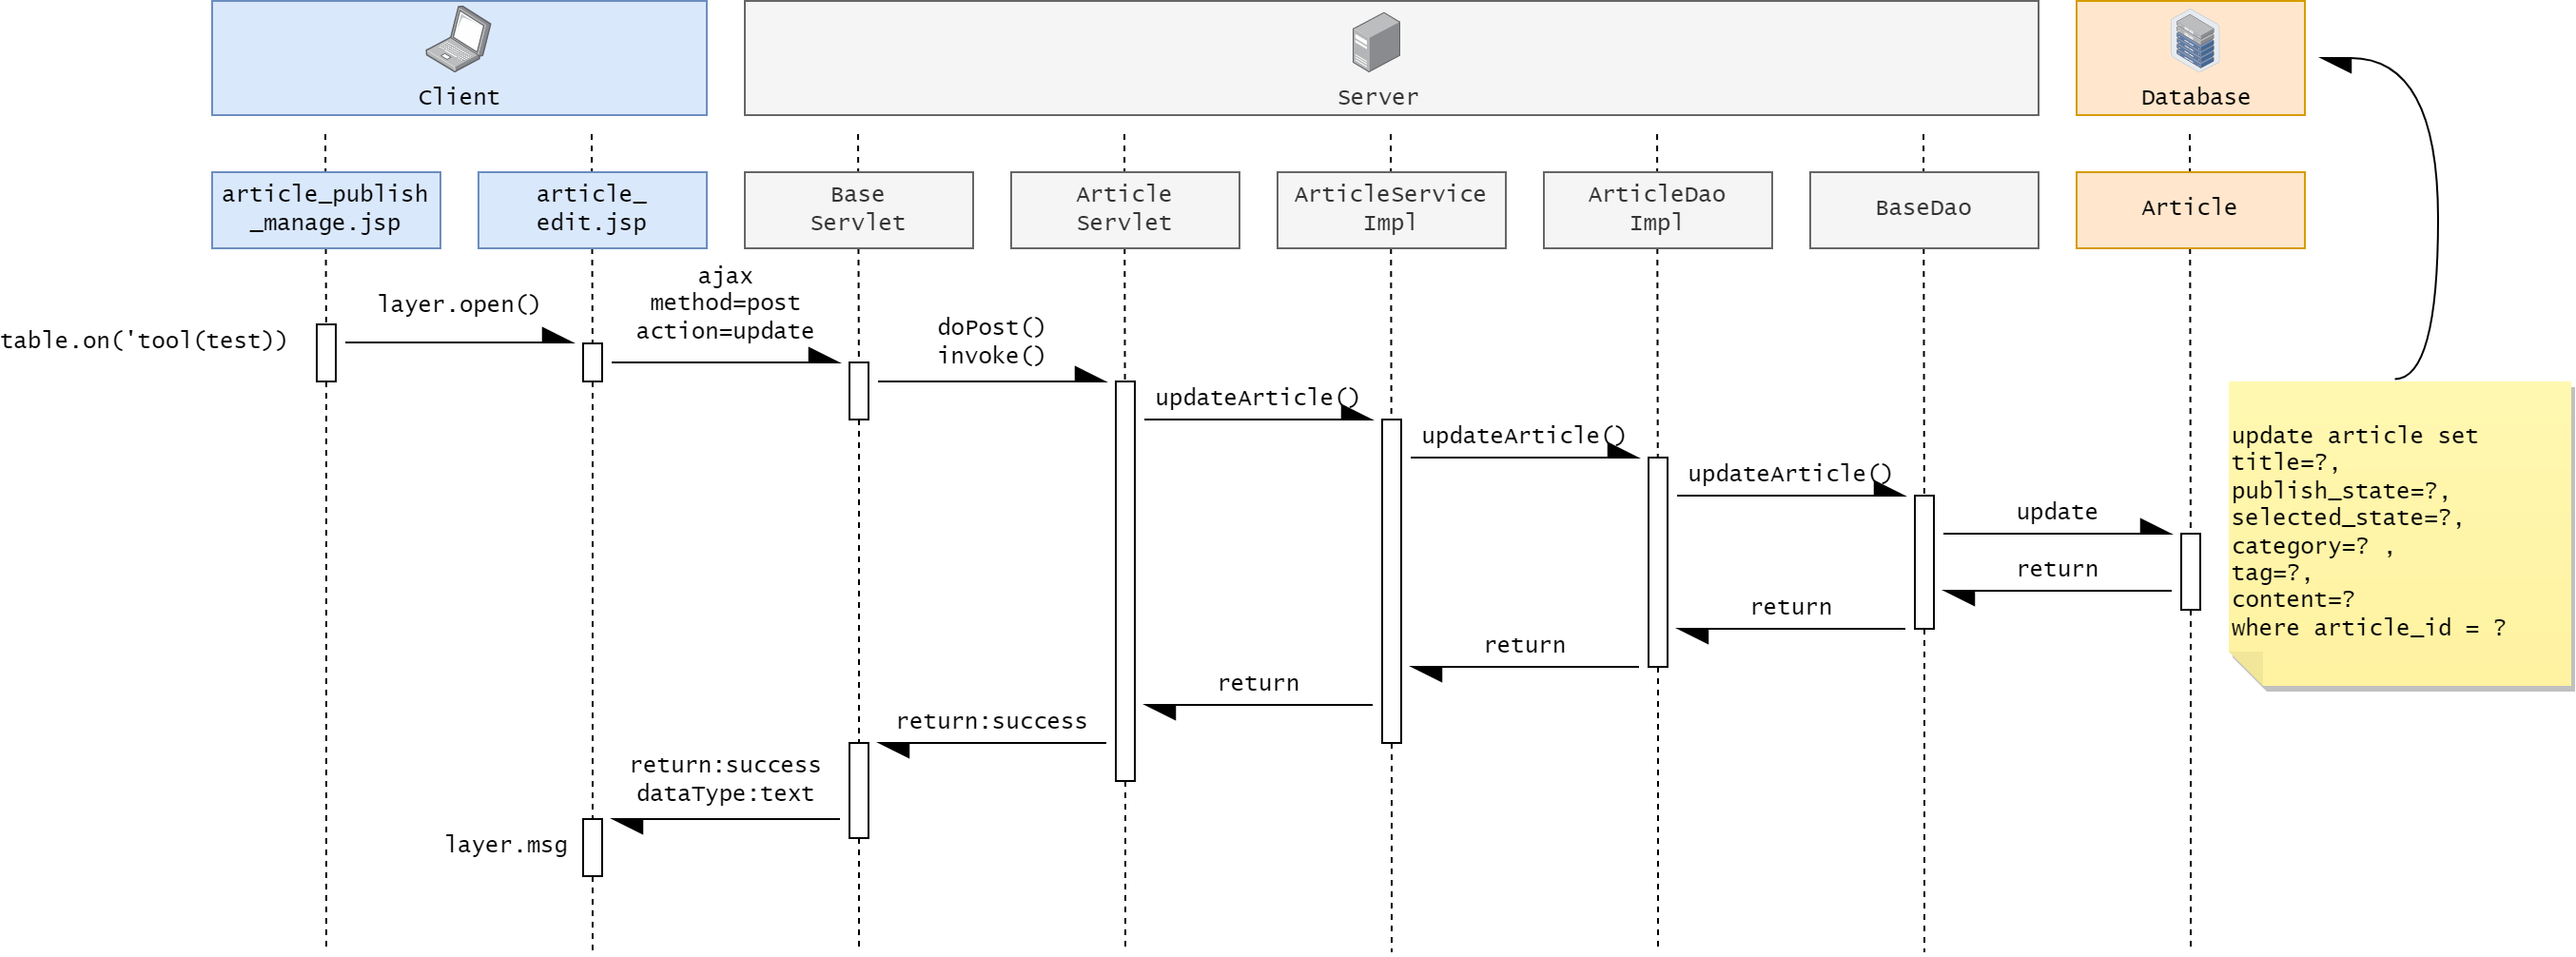 Client
Server
Database
article_publish
_manage.jsp
article_
edit.jsp
Base
Servlet
Article
Servlet
ArticleService
Impl
ArticleDao
Impl
BaseDao
Article
table.on('tool(test))
layer.open()
ajax
method=post
action=update
doPost()
invoke()
updateArticle()
updateArticle()
updateArticle()
update
return
return
return
return
return:success
return:success
dataType:text
layer.msg
update article set
title=?,
publish_state=?,
selected_state=?,
category=? ,
tag=?,
content=?
where article_id = ?